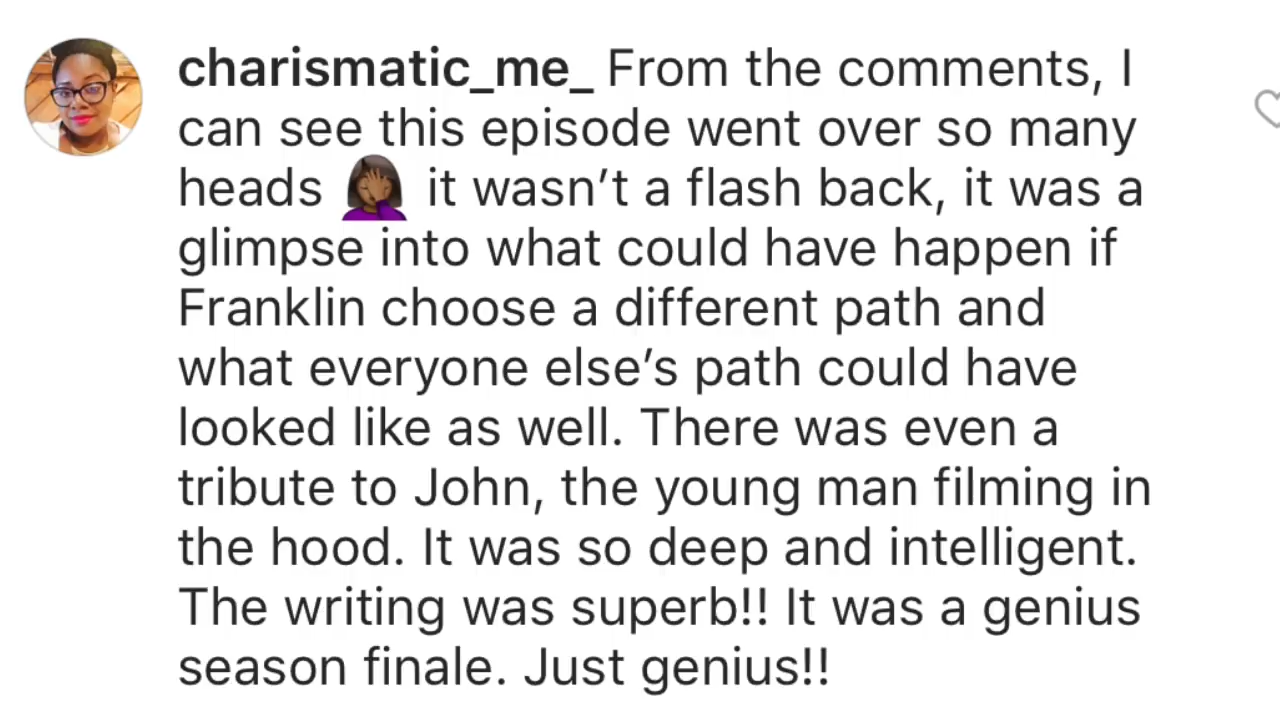 charismatic_me_ From the comments, I
can see this episode went over so many
heads 🤦🏾‍♀️ it wasn’t a flash back, it was a
glimpse into what could have happen if
Franklin choose a different path and
what everyone else’s path could have
looked like as well. There was even a
tribute to John, the young man filming in
the hood. It was so deep and intelligent.
The writing was superb!! It was a genius
season finale. Just genius!!